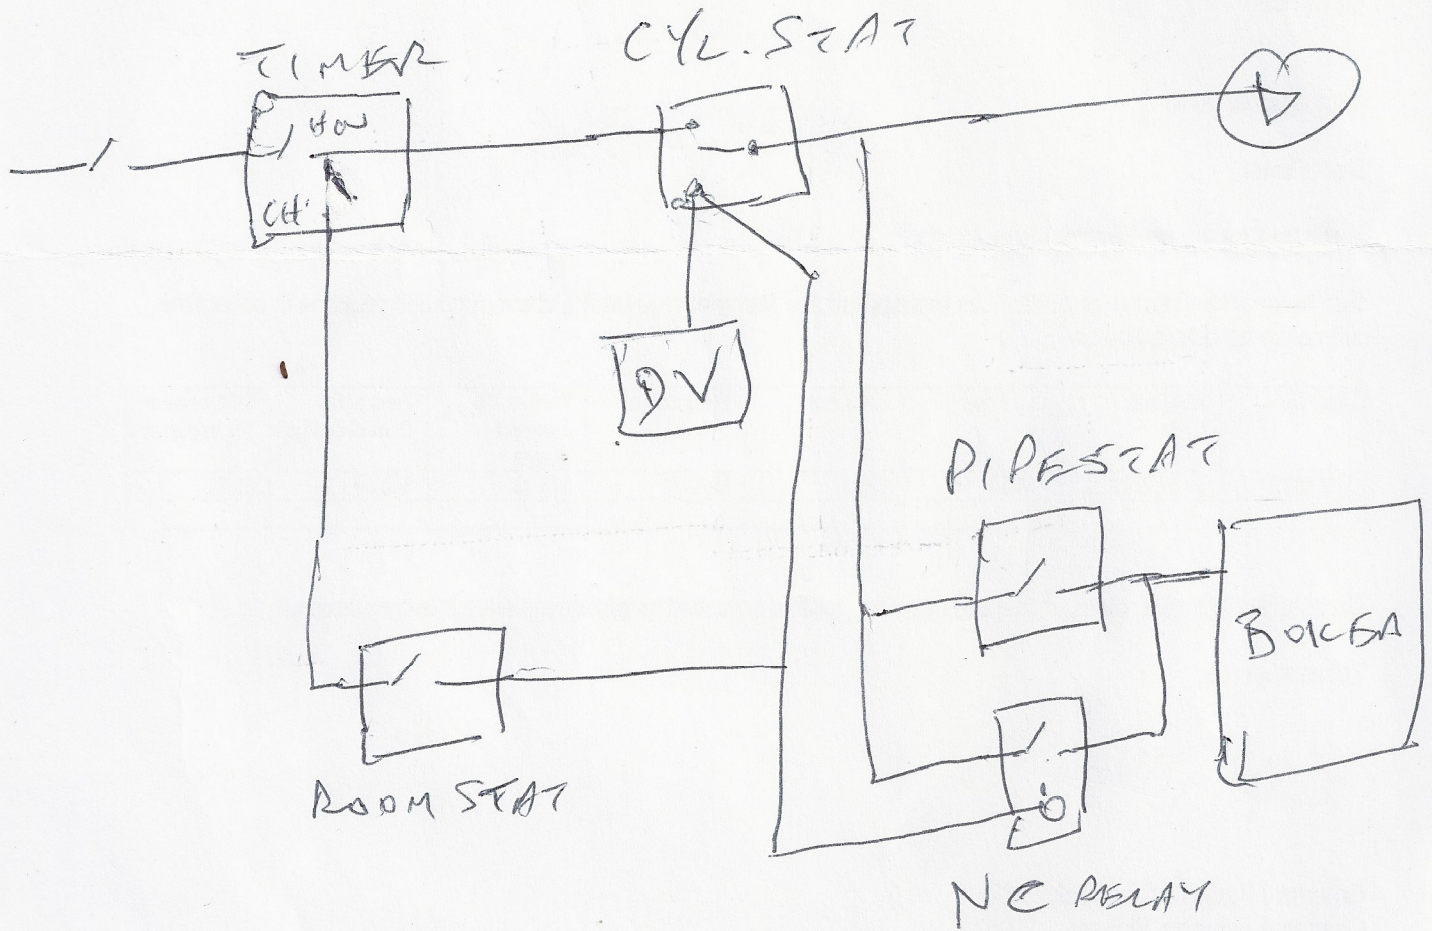 TIMER
CYL. STAT
HW
CH
DV
PIPESTAT
BOILER
ROOM STAT
NC RELAY